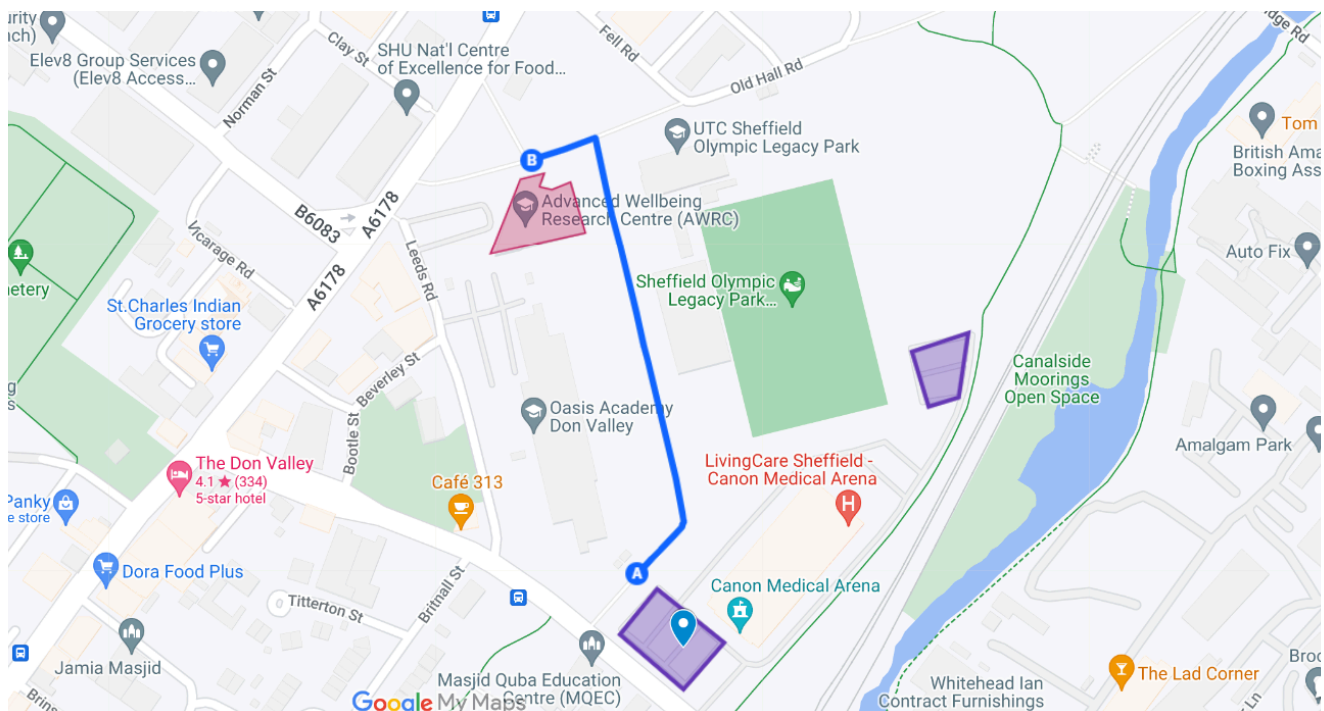 urity
nch)
Elev8 Group Services
(Elev8 Access...
Clay St
Norman St
SHU Nat'l Centre
of Excellence for Food...
Fell Rd
Old Hall Rd
dge Rd
UTC Sheffield
Olympic Legacy Park
Tom
British Ama
Boxing Ass
B
B6083
A6178
Advanced Wellbeing
Research Centre (AWRC)
Vicarage Rd
A6178
Leeds Rd
Auto Fix
netery
Sheffield Olympic
Legacy Park...
St.Charles Indian
Grocery store
Beverley St
Canalside
Moorings
Open Space
g
s
Bootle St
Oasis Academy
Don Valley
Amalgam Park
The Don Valley
4.1 ★ (334)
5-star hotel
Café 313
LivingCare Sheffield -
Canon Medical Arena
H
Panky
e store
Dora Food Plus
A
Titterton St
Britnall St
Canon Medical Arena
Jamia Masjid
Masjid Quba Education
Centre (MQEC)
Whitehead Ian
Contract Furnishings
The Lad Corner
Broo
Ln
Brins
Google My Maps